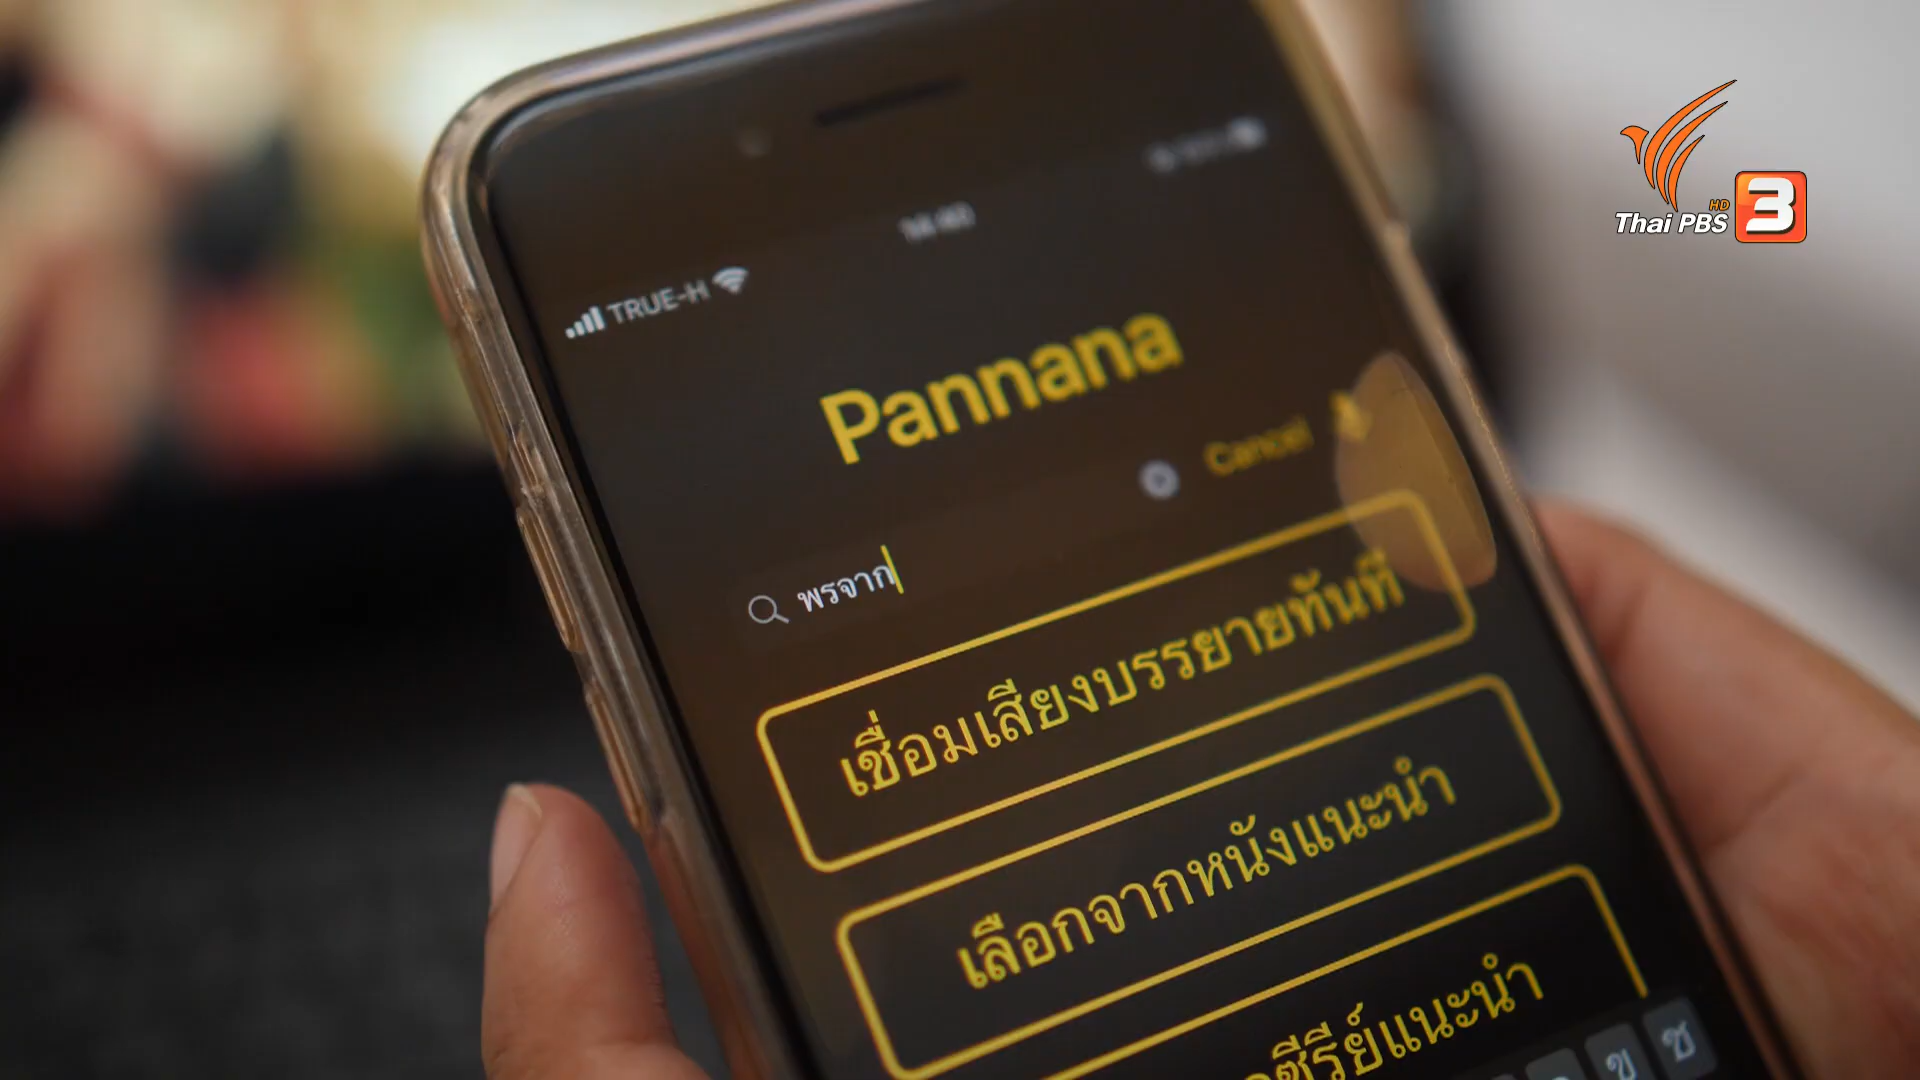 HD
Thai PBS 3
TRUE-H
Pannana
Cancel
พรจาก
เชื่อมเสียงบรรยายทันที
เลือกจากหนังแนะนำ
ซีรีย์แนะนำ
ข ช